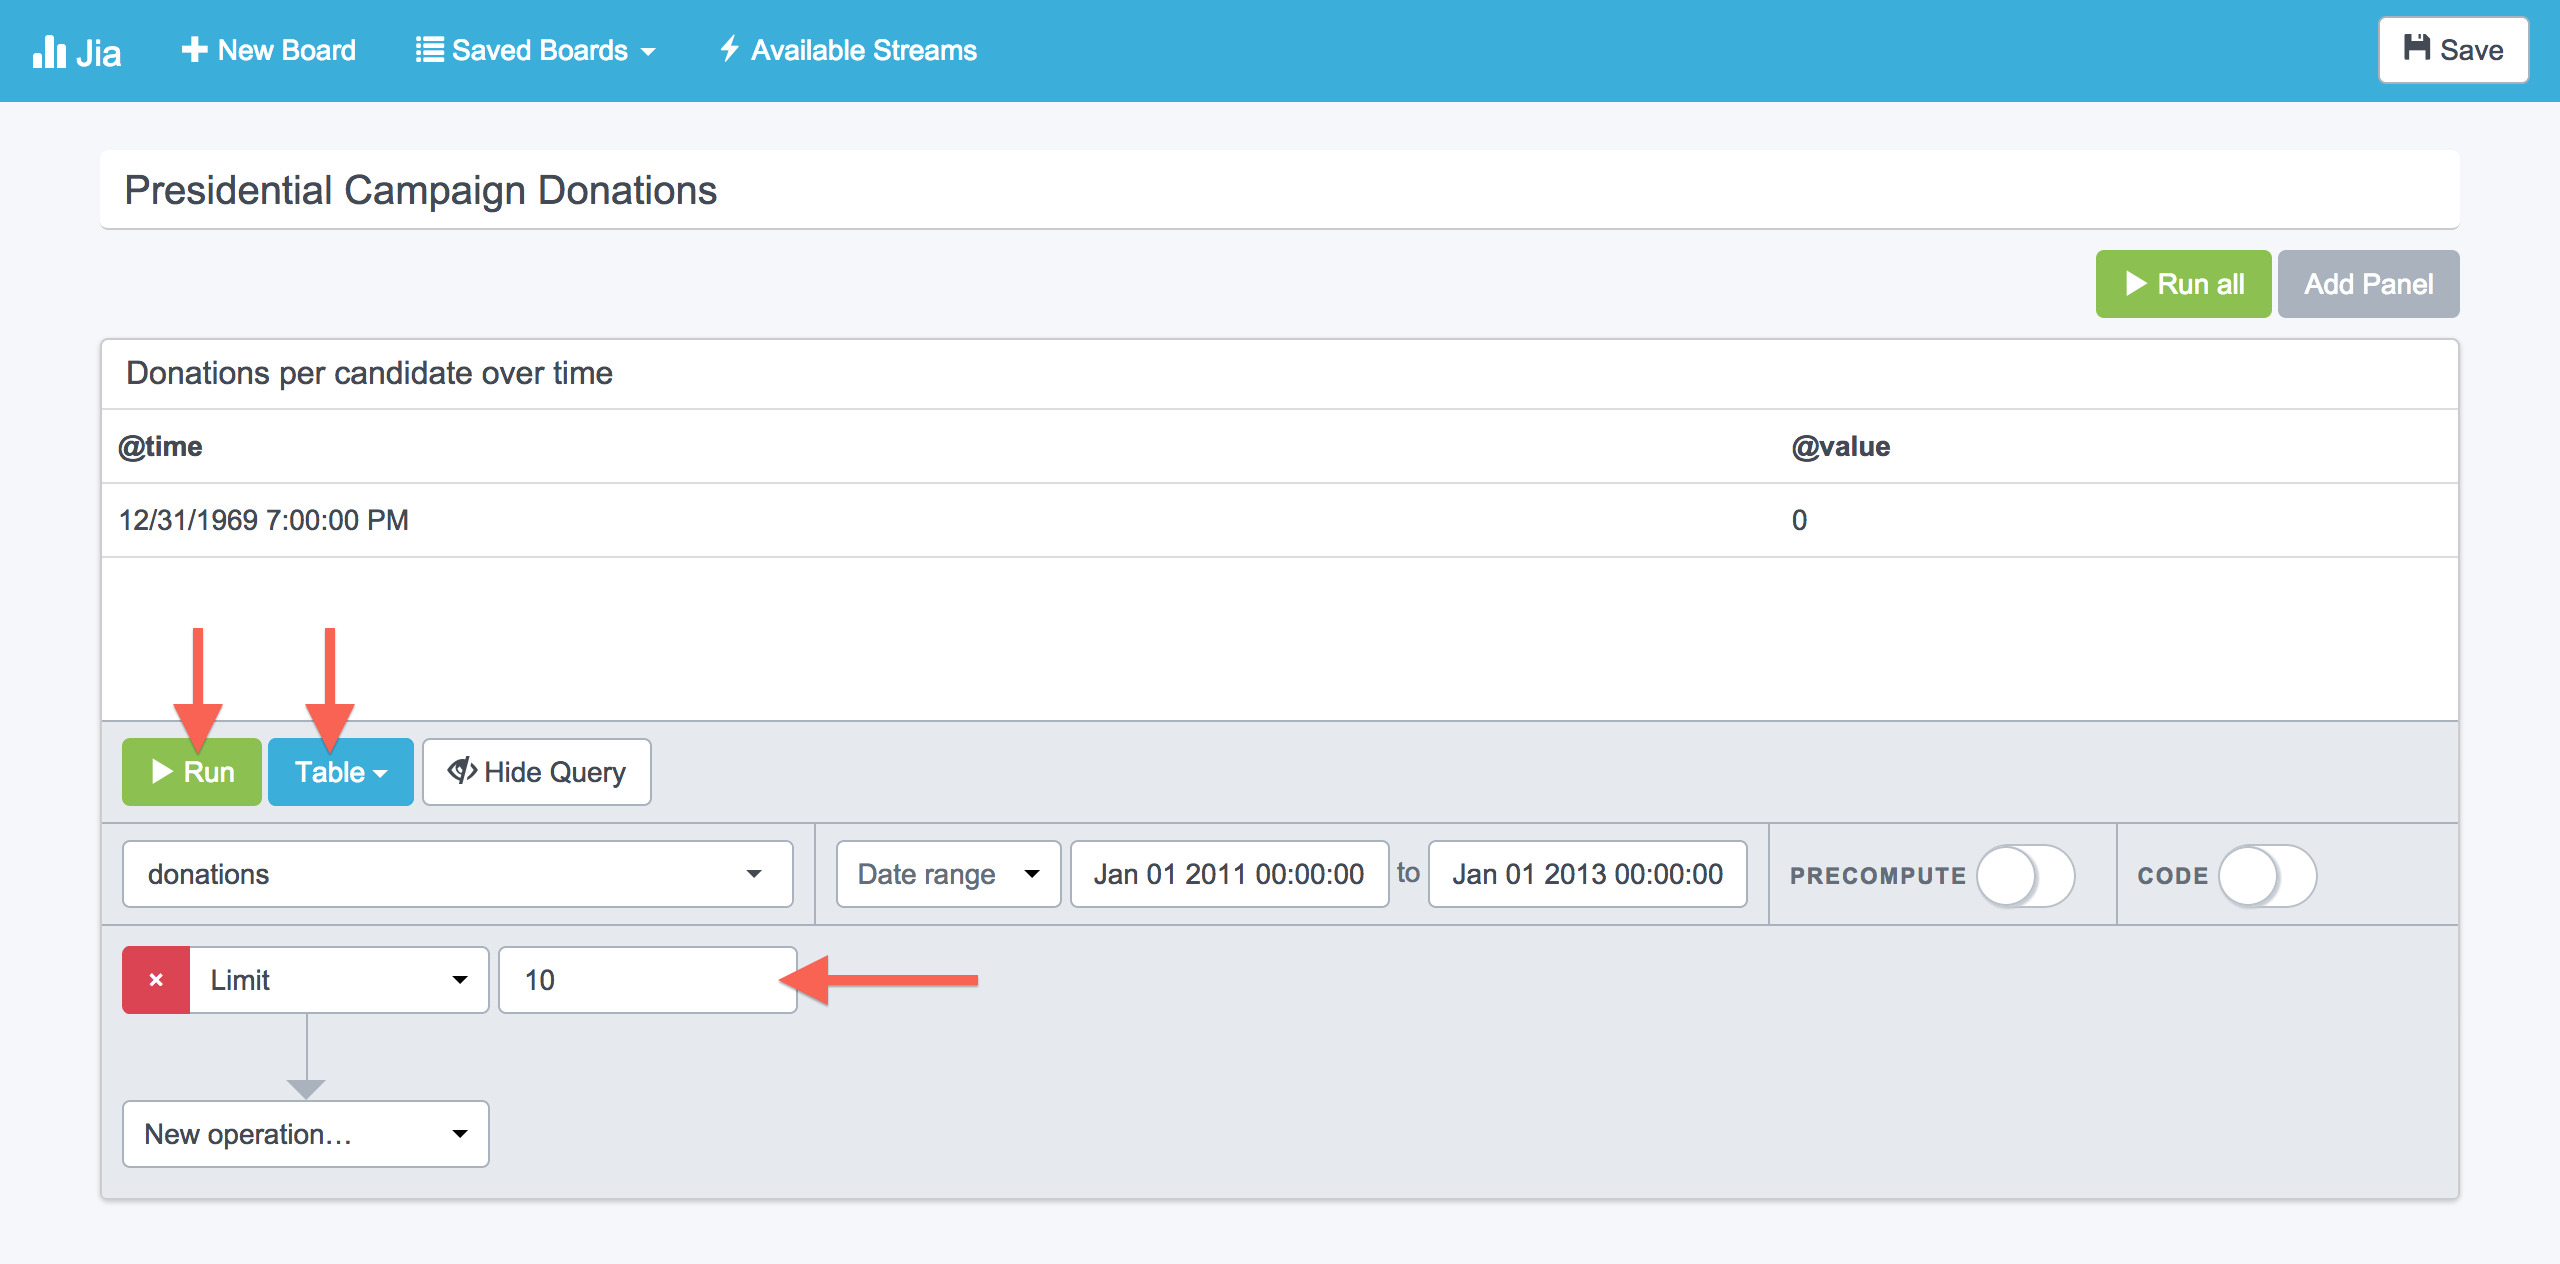 Jia New Board Saved Boards Available Streams Save
Presidential Campaign Donations
Run all Add Panel
Donations per candidate over time
@time @value
12/31/1969 7:00:00 PM 0
Run Table Hide Query
donations Date range Jan 01 2011 00:00:00 to Jan 01 2013 00:00:00 PRECOMPUTE CODE
× Limit 10
New operation…